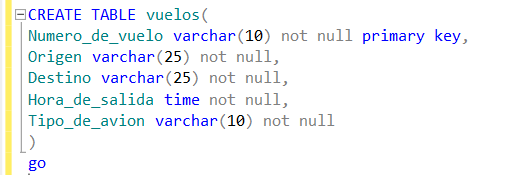 CREATE TABLE vuelos(
Numero_de_vuelo varchar(10) not null primary key,
Origen varchar(25) not null,
Destino varchar(25) not null,
Hora_de_salida time not null,
Tipo_de_avion varchar(10) not null
)
go